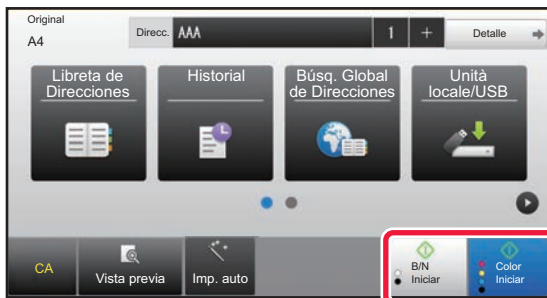 Original
A4
Direcc. AAA 1 + Detalle
Libreta de
Direcciones
Historial
Búsq. Global
de Direcciones
Unità
locale/USB
CA
Vista previa
Imp. auto
B/N
Iniciar
Color
Iniciar